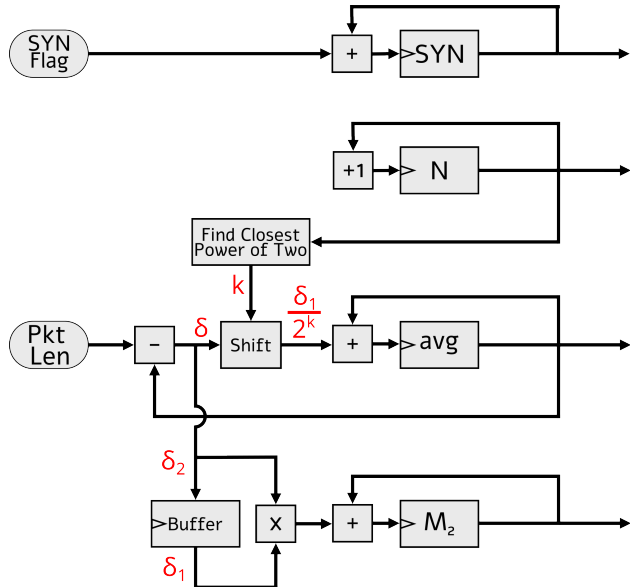 SYN
Flag
+
SYN
+1
N
Find Closest
Power of Two
k
δ₁
2ᵏ
Pkt
Len
-
δ
Shift
+
avg
δ₂
Buffer
x
+
M₂
δ₁